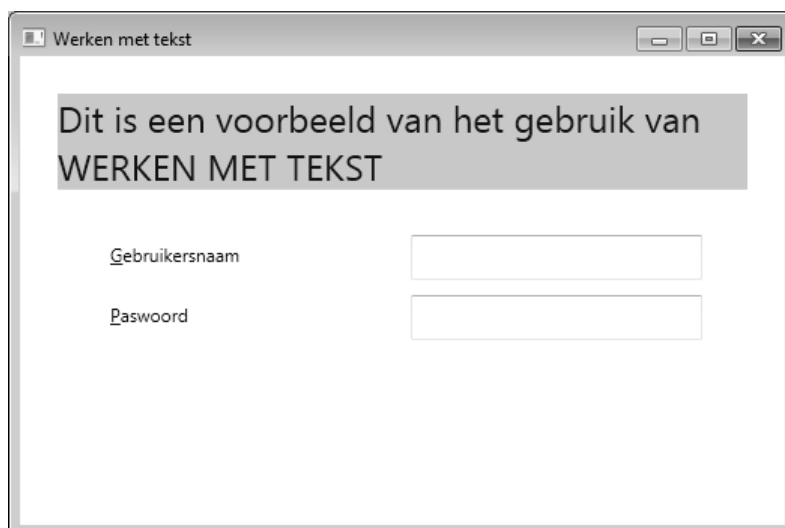 Werken met tekst
Dit is een voorbeeld van het gebruik van
WERKEN MET TEKST
Gebruikersnaam
Paswoord